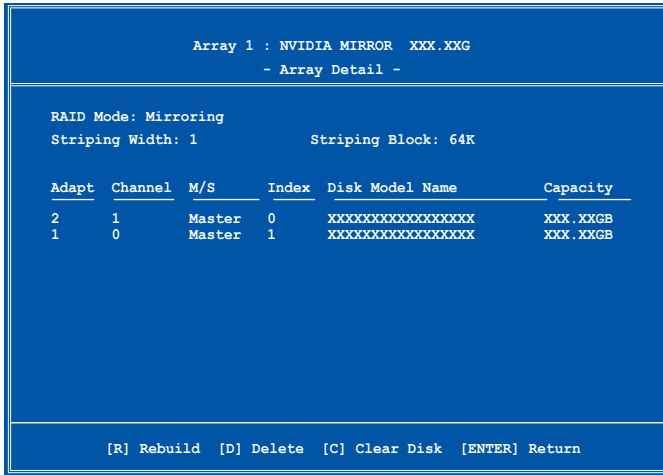 Array 1 : NVIDIA MIRROR XXX.XXG
- Array Detail -
RAID Mode: Mirroring
Striping Width: 1 Striping Block: 64K
Adapt Channel M/S Index Disk Model Name Capacity
2 1 Master 0 XXXXXXXXXXXXXXXXX XXX.XXGB
1 0 Master 1 XXXXXXXXXXXXXXXXX XXX.XXGB
[R] Rebuild [D] Delete [C] Clear Disk [ENTER] Return